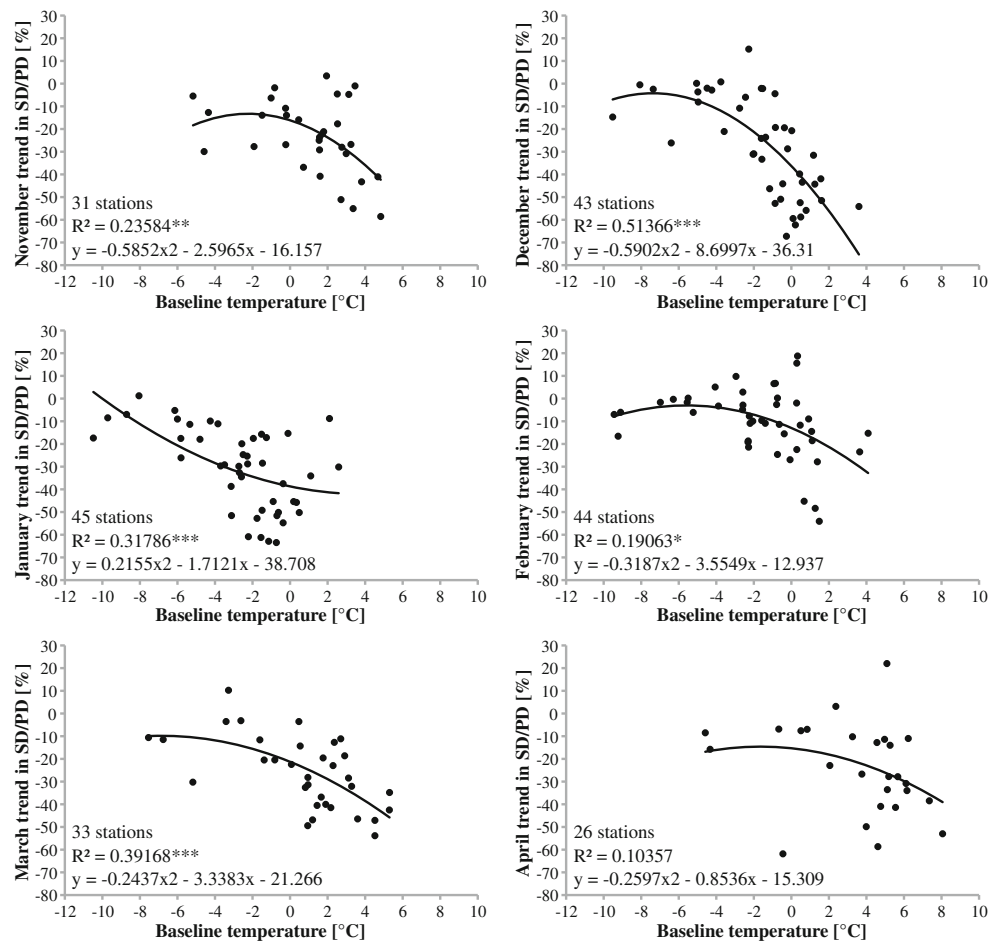 November trend in SD/PD [%]
30
20
10
0
-10
-20
-30
-40
-50
-60
-70
-80
31 stations
R² = 0.23584**
y = -0.5852x2 - 2.5965x - 16.157
-12 -10 -8 -6 -4 -2 0 2 4 6 8 10
Baseline temperature [°C]
December trend in SD/PD [%]
30
20
10
0
-10
-20
-30
-40
-50
-60
-70
-80
43 stations
R² = 0.51366***
y = -0.5902x2 - 8.6997x - 36.31
-12 -10 -8 -6 -4 -2 0 2 4 6 8 10
Baseline temperature [°C]
January trend in SD/PD [%]
30
20
10
0
-10
-20
-30
-40
-50
-60
-70
-80
45 stations
R² = 0.31786***
y = 0.2155x2 - 1.7121x - 38.708
-12 -10 -8 -6 -4 -2 0 2 4 6 8 10
Baseline temperature [°C]
February trend in SD/PD [%]
30
20
10
0
-10
-20
-30
-40
-50
-60
-70
-80
44 stations
R² = 0.19063*
y = -0.3187x2 - 3.5549x - 12.937
-12 -10 -8 -6 -4 -2 0 2 4 6 8 10
Baseline temperature [°C]
March trend in SD/PD [%]
30
20
10
0
-10
-20
-30
-40
-50
-60
-70
-80
33 stations
R² = 0.39168***
y = -0.2437x2 - 3.3383x - 21.266
-12 -10 -8 -6 -4 -2 0 2 4 6 8 10
Baseline temperature [°C]
April trend in SD/PD [%]
30
20
10
0
-10
-20
-30
-40
-50
-60
-70
-80
26 stations
R² = 0.10357
y = -0.2597x2 - 0.8536x - 15.309
-12 -10 -8 -6 -4 -2 0 2 4 6 8 10
Baseline temperature [°C]